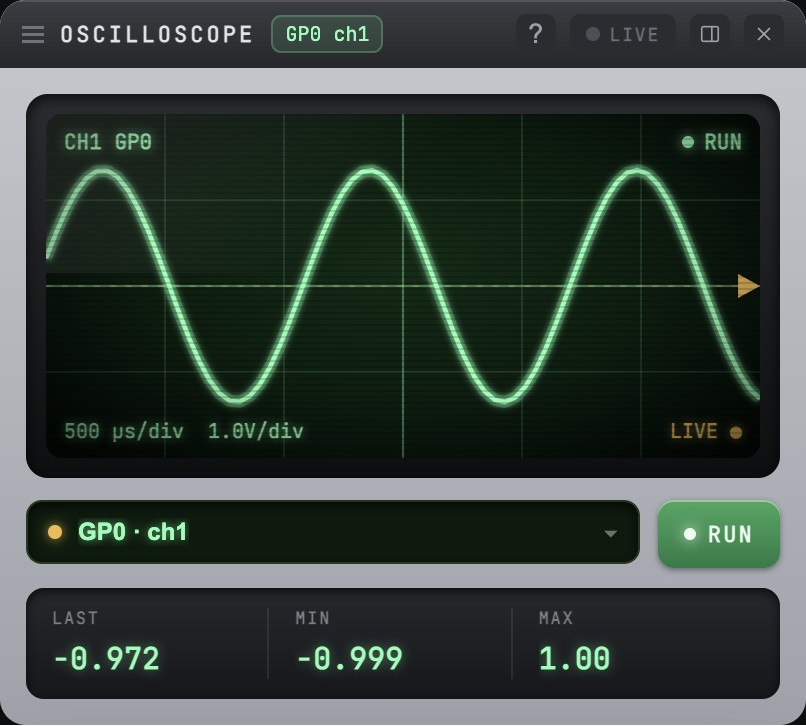 OSCILLOSCOPE GP0 ch1 ? LIVE
CH1 GP0 RUN
500 µs/div 1.0V/div LIVE
GP0 · ch1 RUN
LAST MIN MAX
-0.972 -0.999 1.00